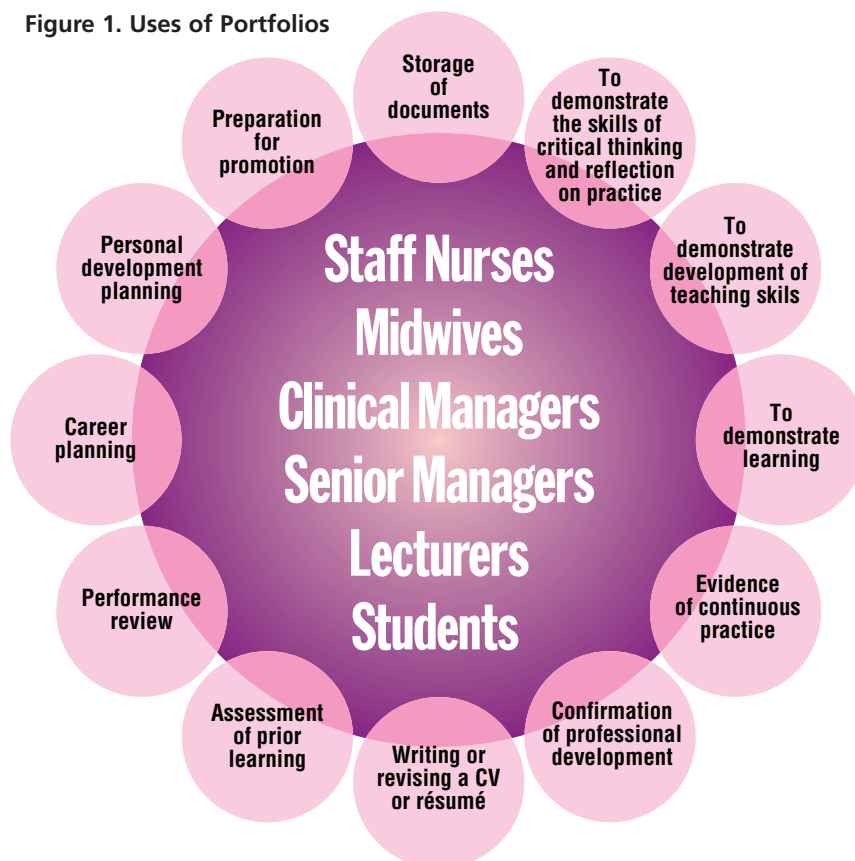 Figure 1. Uses of Portfolios
Storage
of
documents
To
demonstrate
the skills of
critical thinking
and reflection
on practice
To
demonstrate
development of
teaching skils
To
demonstrate
learning
Evidence
of continuous
practice
Confirmation
of professional
development
Writing or
revising a CV
or résumé
Assessment
of prior
learning
Performance
review
Career
planning
Personal
development
planning
Preparation
for
promotion
Staff Nurses
Midwives
Clinical Managers
Senior Managers
Lecturers
Students